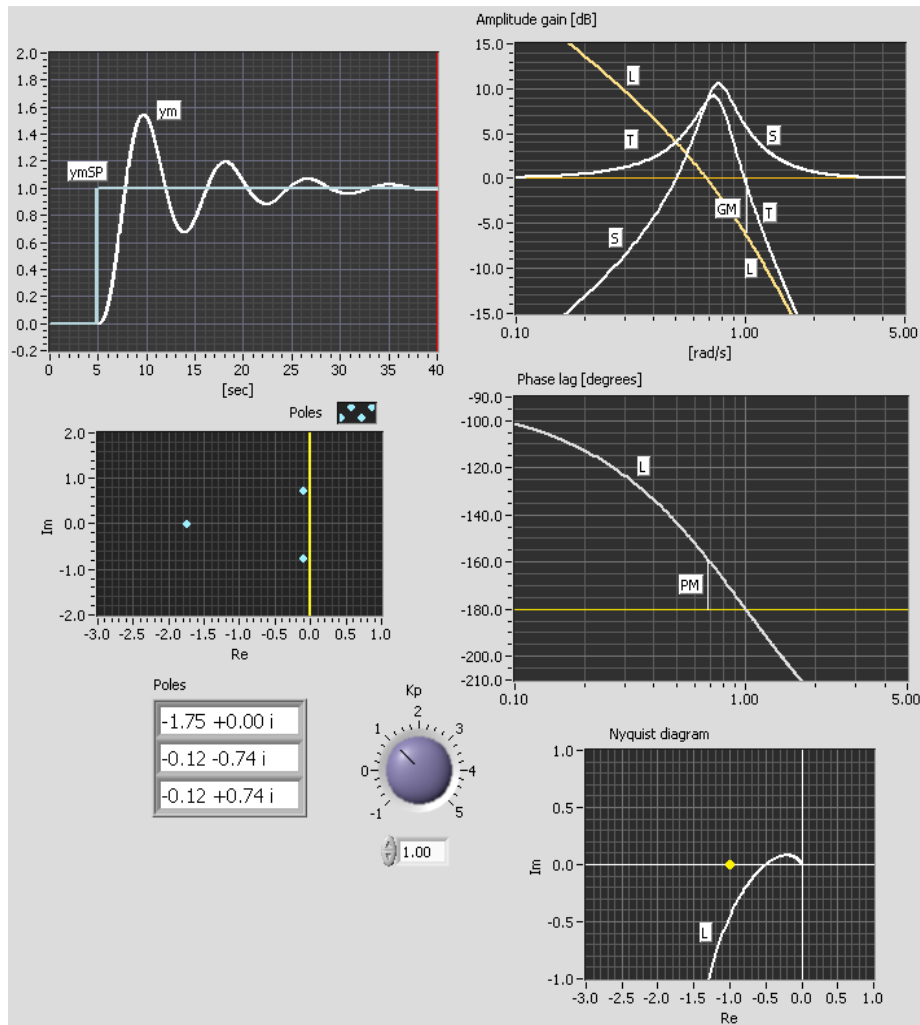 Amplitude gain [dB]
2.0
1.8
1.6
1.4
1.2
1.0
0.8
0.6
0.4
0.2
0.0
-0.2
ym
ymSP
0 5 10 15 20 25 30 35 40
[sec]
15.0
10.0
5.0
0.0
-5.0
-10.0
-15.0
L
T
S
GM
T
S
L
0.10 1.00 5.00
[rad/s]
Poles
2.0
1.0
0.0
-1.0
-2.0
Im
-3.0 -2.5 -2.0 -1.5 -1.0 -0.5 0.0 0.5 1.0
Re
Phase lag [degrees]
-90.0
-100.0
-120.0
-140.0
-160.0
-180.0
-200.0
-210.0
L
PM
0.10 1.00 5.00
Poles
-1.75 +0.00 i
-0.12 -0.74 i
-0.12 +0.74 i
Kp
-1 0 1 2 3 4 5
1.00
Nyquist diagram
1.0
0.5
0.0
-0.5
-1.0
Im
L
-3.0 -2.5 -2.0 -1.5 -1.0 -0.5 0.0 0.5 1.0
Re